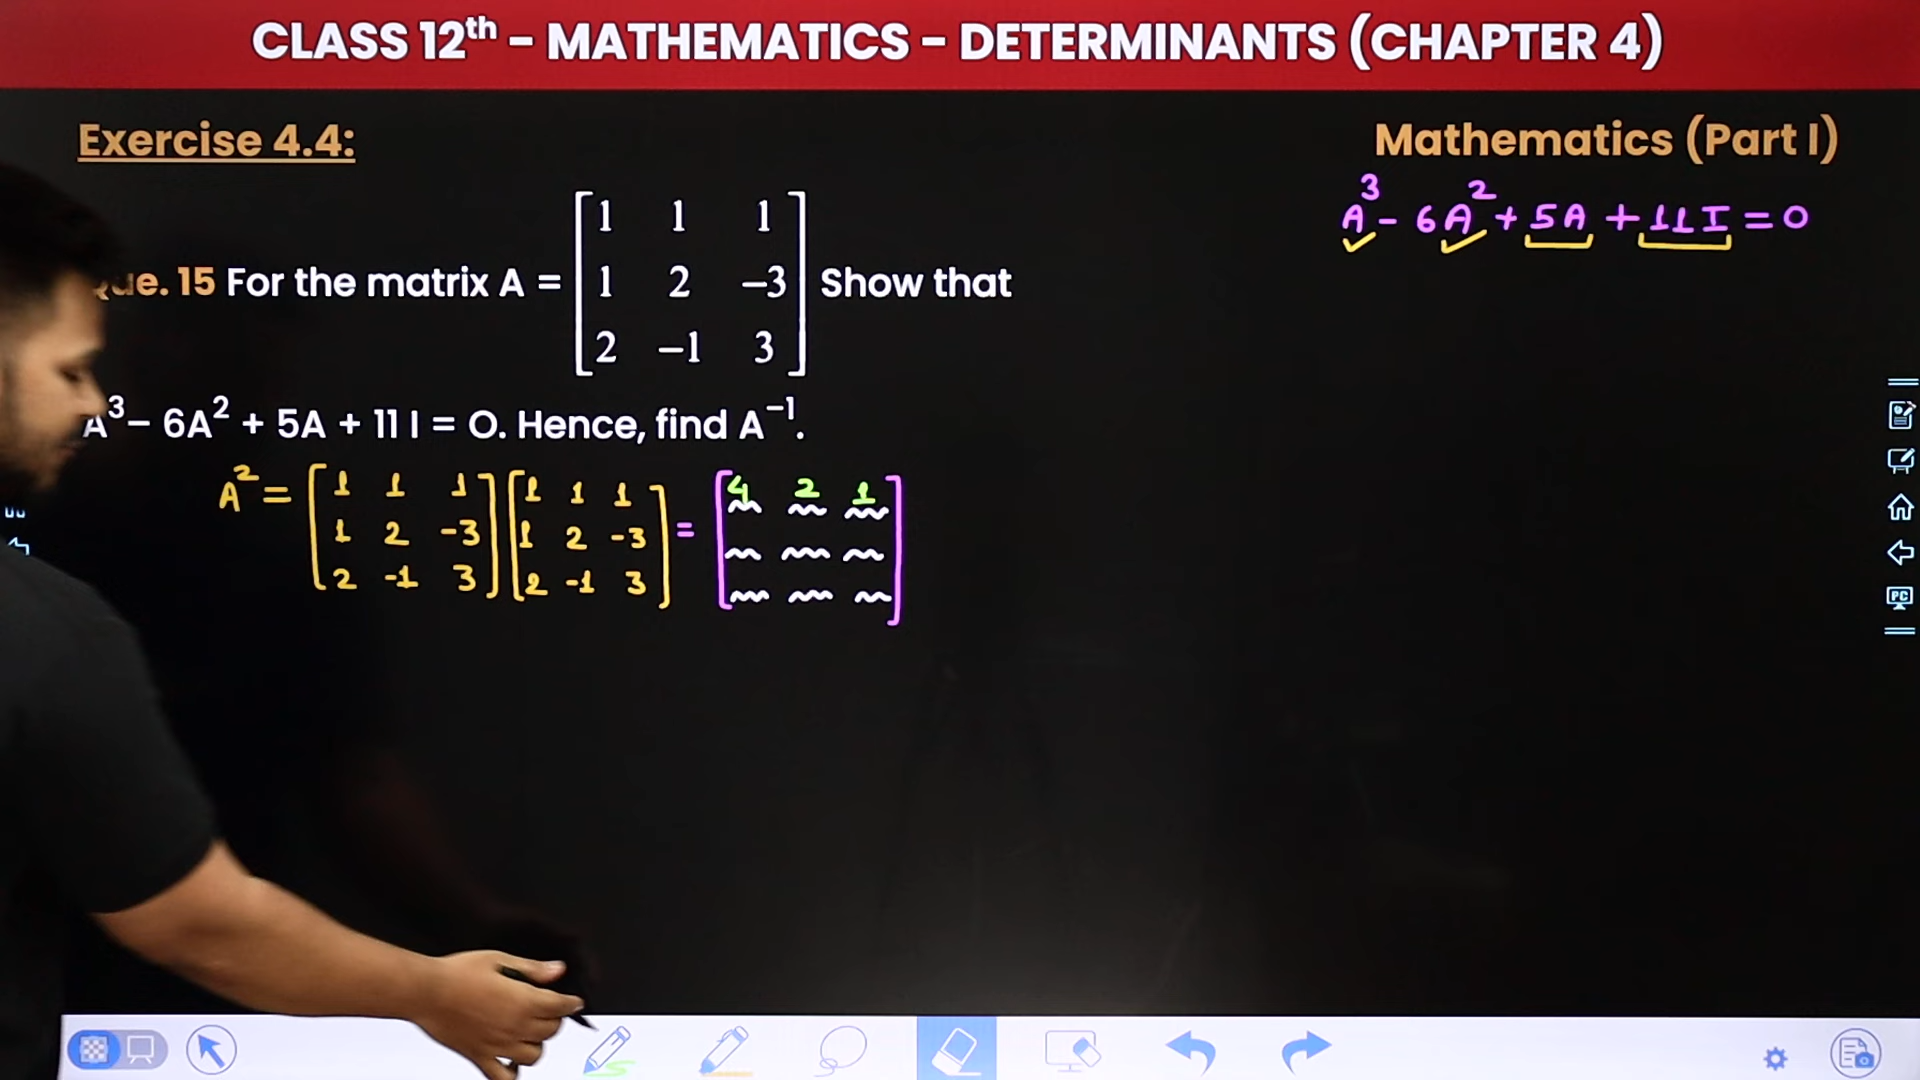 CLASS 12th - MATHEMATICS - DETERMINANTS (CHAPTER 4)
Exercise 4.4:
Mathematics (Part I)
A³ - 6A² + 5A + 11I = 0
1 1 1
Que. 15 For the matrix A = 1 2 -3 Show that
2 -1 3
A³ - 6A² + 5A + 11 I = O. Hence, find A⁻¹.
A² = [1 1 1] [1 1 1] = [4 2 1]
1 2 -3 1 2 -3
2 -1 3 2 -1 3
PC